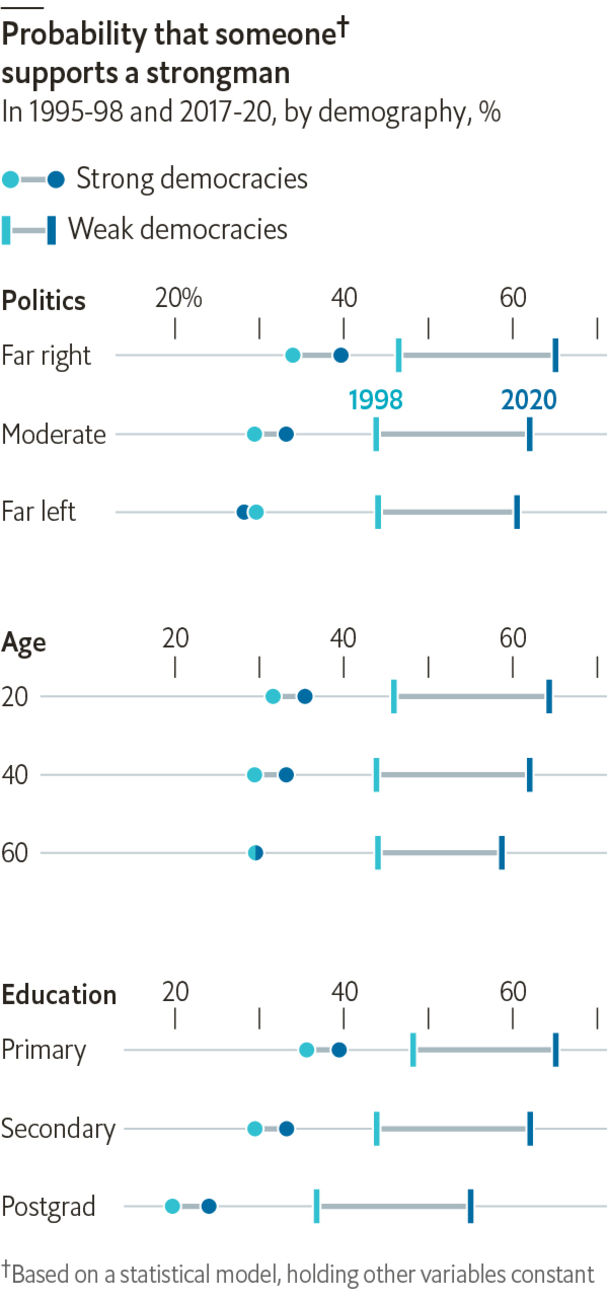 Probability that someone†
supports a strongman
In 1995-98 and 2017-20, by demography, %
Strong democracies
Weak democracies
Politics 20% 40 60
Far right
1998 2020
Moderate
Far left
Age 20 40 60
20
40
60
Education 20 40 60
Primary
Secondary
Postgrad
†Based on a statistical model, holding other variables constant